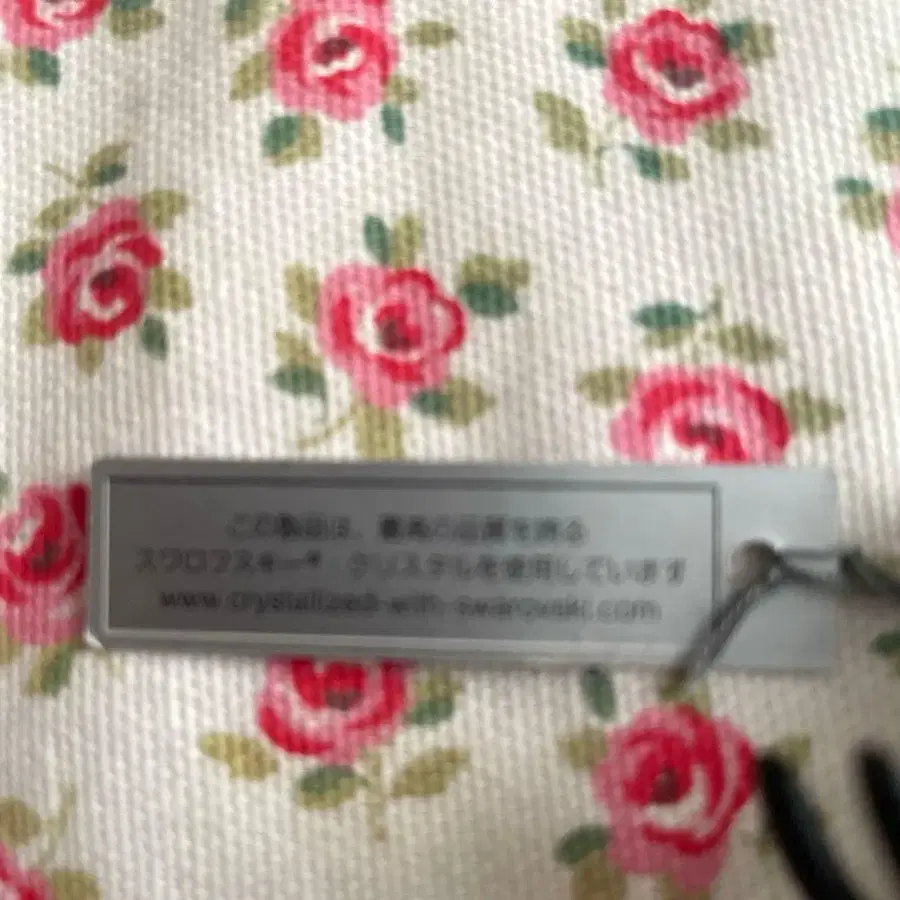 この製品は、最高の品質を誇る
スワロフスキー®・クリスタルを使用しています
www.crystallized-with-swarovski.com